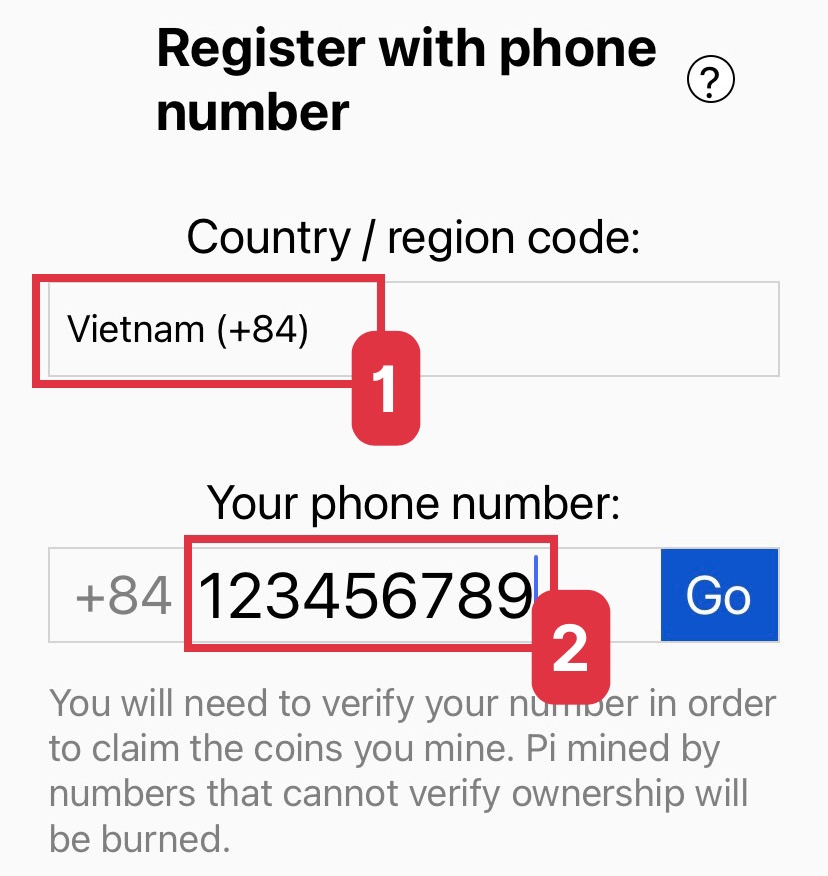 Register with phone
number
?
Country / region code:
Vietnam (+84)
1
Your phone number:
+84 123456789 Go
2
You will need to verify your number in order
to claim the coins you mine. Pi mined by
numbers that cannot verify ownership will
be burned.